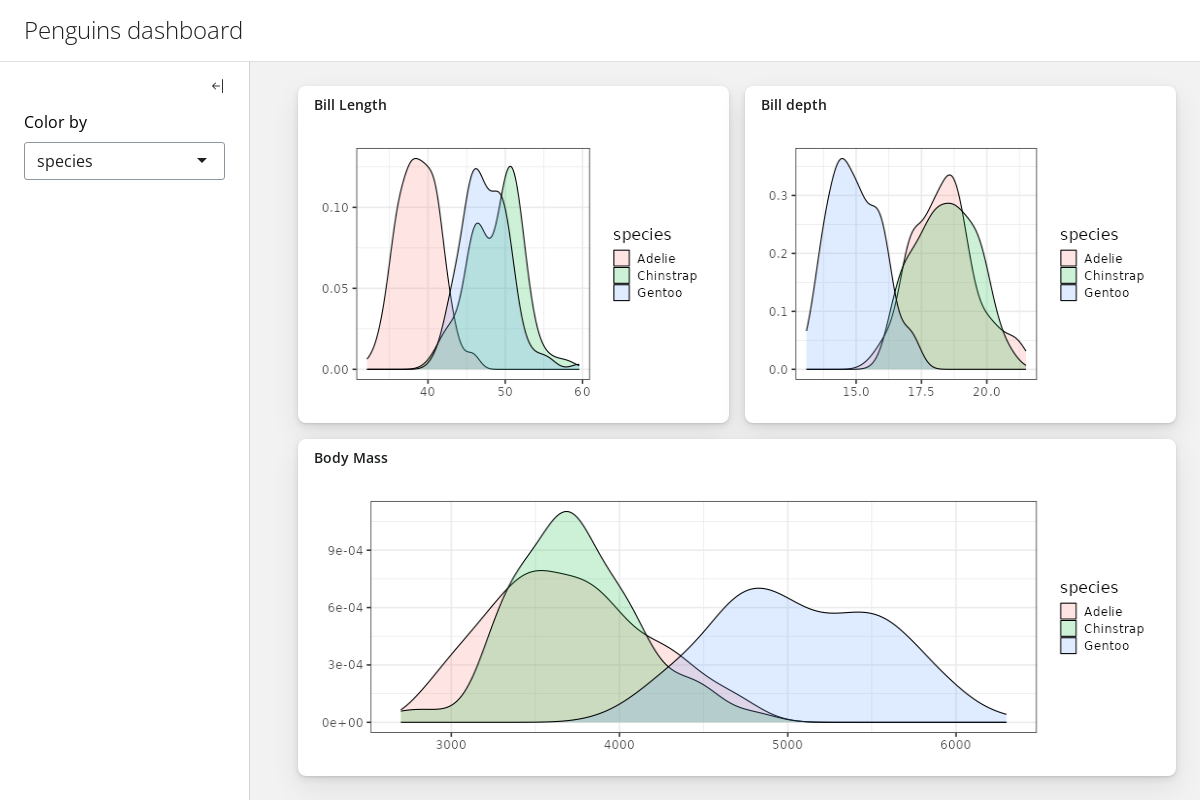 Penguins dashboard
Color by
species
Bill Length
0.10
0.05
0.00
40 50 60
species
Adelie
Chinstrap
Gentoo
Bill depth
0.3
0.2
0.1
0.0
15.0 17.5 20.0
species
Adelie
Chinstrap
Gentoo
Body Mass
9e-04
6e-04
3e-04
0e+00
3000 4000 5000 6000
species
Adelie
Chinstrap
Gentoo